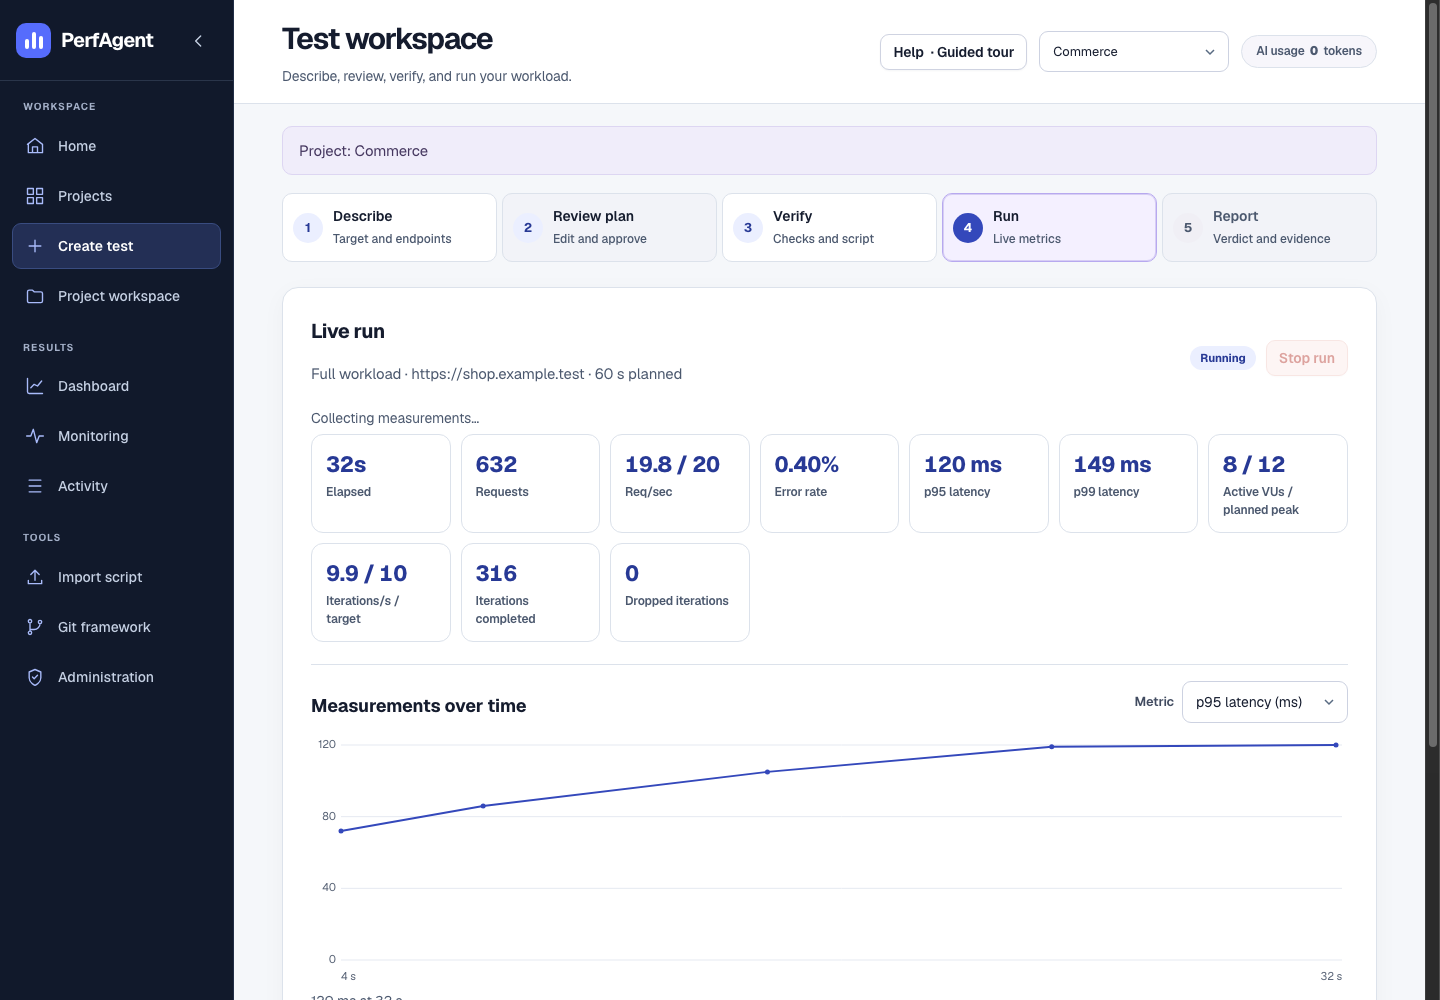 PerfAgent
WORKSPACE
Home
Projects
Create test
Project workspace
RESULTS
Dashboard
Monitoring
Activity
TOOLS
Import script
Git framework
Administration
Test workspace
Describe, review, verify, and run your workload.
Help · Guided tour
Commerce
AI usage 0 tokens
Project: Commerce
1
Describe
Target and endpoints
2
Review plan
Edit and approve
3
Verify
Checks and script
4
Run
Live metrics
5
Report
Verdict and evidence
Live run
Full workload · https://shop.example.test · 60 s planned
Running
Stop run
Collecting measurements...
32s
Elapsed
632
Requests
19.8 / 20
Req/sec
0.40%
Error rate
120 ms
p95 latency
149 ms
p99 latency
8 / 12
Active VUs /
planned peak
9.9 / 10
Iterations/s /
target
316
Iterations
completed
0
Dropped iterations
Measurements over time
Metric
p95 latency (ms)
120
80
40
0
4 s
32 s
120 ms at 32 s